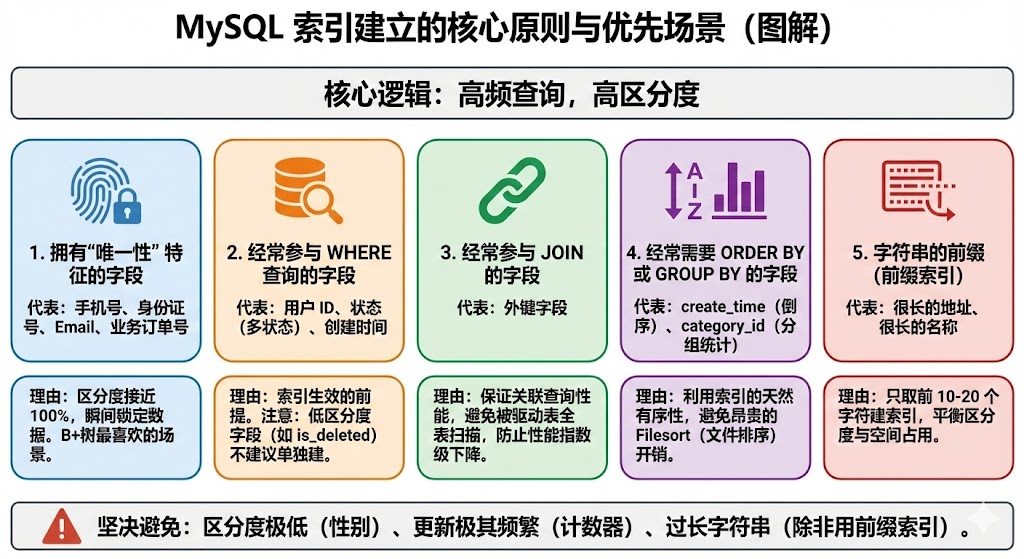 MySQL 索引建立的核心原则与优先场景（图解）
核心逻辑：高频查询，高区分度
1. 拥有“唯一性” 特
征的字段
代表：手机号、身份证
号、Email、业务订单号
理由：区分度接近
100%，瞬间锁定数
据。B+树最喜欢的场
景。
2. 经常参与 WHERE
查询的字段
代表：用户 ID、状态
（多状态）、创建时间
理由：索引生效的前
提。注意：低区分度
字段（如 is_deleted）
不建议单独建。
3. 经常参与 JOIN
的字段
代表：外键字段
理由：保证关联查询性
能，避免被驱动表全
表扫描，防止性能指数
级下降。
A
Z
4. 经常需要 ORDER BY
或 GROUP BY 的字段
代表：create_time（倒
序）、category_id（分
组统计）
理由：利用索引的天然
有序性，避免昂贵的
Filesort（文件排序）
开销。
5. 字符串的前缀
(前缀索引)
代表：很长的地址、
很长的名称
理由：只取前 10-20 个
字符建索引，平衡区分
度与空间占用。
坚决避免：区分度极低（性别）、更新极其频繁（计数器）、过长字符串（除非用前缀索引）。